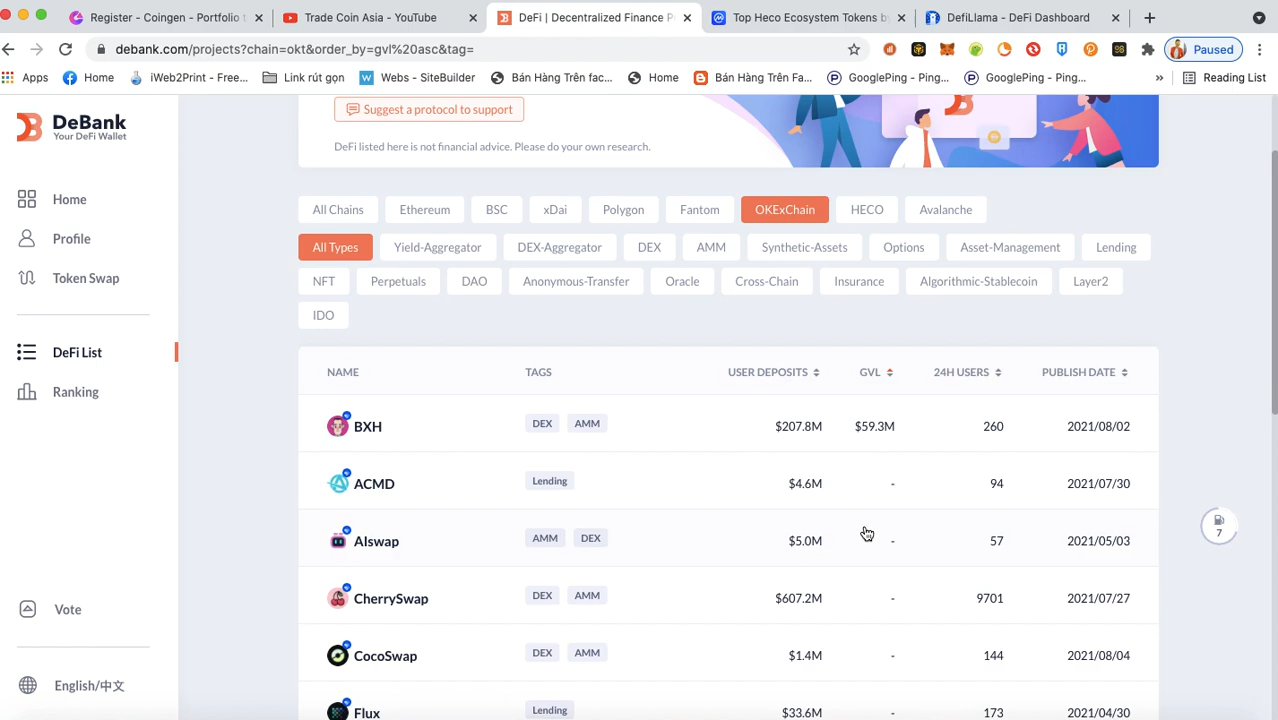 Register - Coingen - Portfolio t
Trade Coin Asia - YouTube
DeFi | Decentralized Finance P
Top Heco Ecosystem Tokens by
DefiLlama - DeFi Dashboard
debank.com/projects?chain=okt&order_by=gvl%20asc&tag=
Paused
Apps
Home
iWeb2Print - Free...
Link rút gọn
Webs - SiteBuilder
Bán Hàng Trên fac...
Home
Bán Hàng Trên Fa...
GooglePing - Ping...
GooglePing - Ping...
»
Reading List
DeBank
Your DeFi Wallet
Suggest a protocol to support
DeFi listed here is not financial advice. Please do your own research.
Home
Profile
Token Swap
DeFi List
Ranking
Vote
English/中文
All Chains Ethereum BSC xDai Polygon Fantom OKExChain HECO Avalanche
All Types Yield-Aggregator DEX-Aggregator DEX AMM Synthetic-Assets Options Asset-Management Lending
NFT Perpetuals DAO Anonymous-Transfer Oracle Cross-Chain Insurance Algorithmic-Stablecoin Layer2
IDO
NAME TAGS USER DEPOSITS GVL 24H USERS PUBLISH DATE
BXH DEX AMM $207.8M $59.3M 260 2021/08/02
ACMD Lending $4.6M - 94 2021/07/30
AIswap AMM DEX $5.0M - 57 2021/05/03
CherrySwap DEX AMM $607.2M - 9701 2021/07/27
CocoSwap DEX AMM $1.4M - 144 2021/08/04
Flux Lending $33.6M - 173 2021/04/30
7